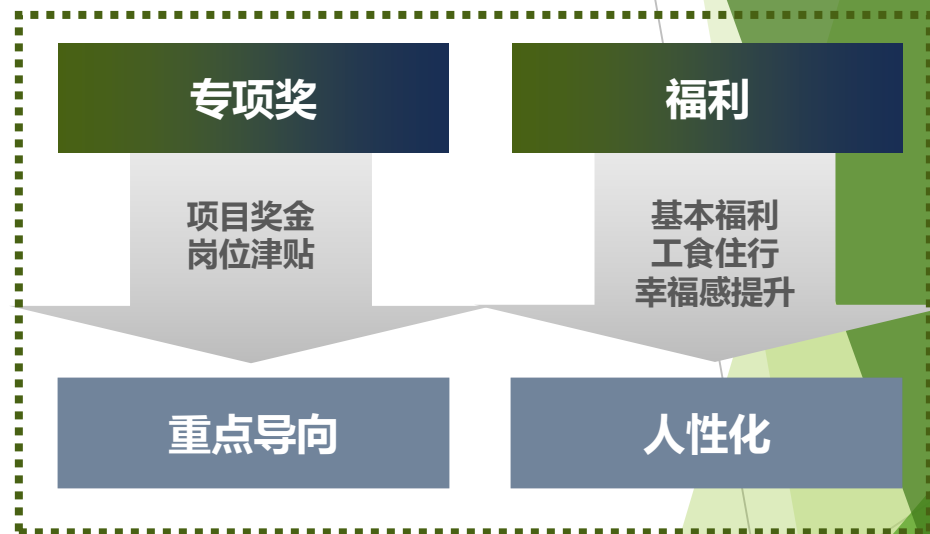 专项奖
项目奖金
岗位津贴
重点导向
福利
基本福利
工食住行
幸福感提升
人性化